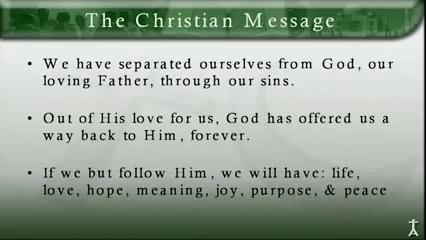 The Christian Message
• We have separated ourselves from God, our
loving Father, through our sins.
• Out of His love for us, God has offered us a
way back to Him, forever.
• If we but follow Him, we will have: life,
love, hope, meaning, joy, purpose, & peace